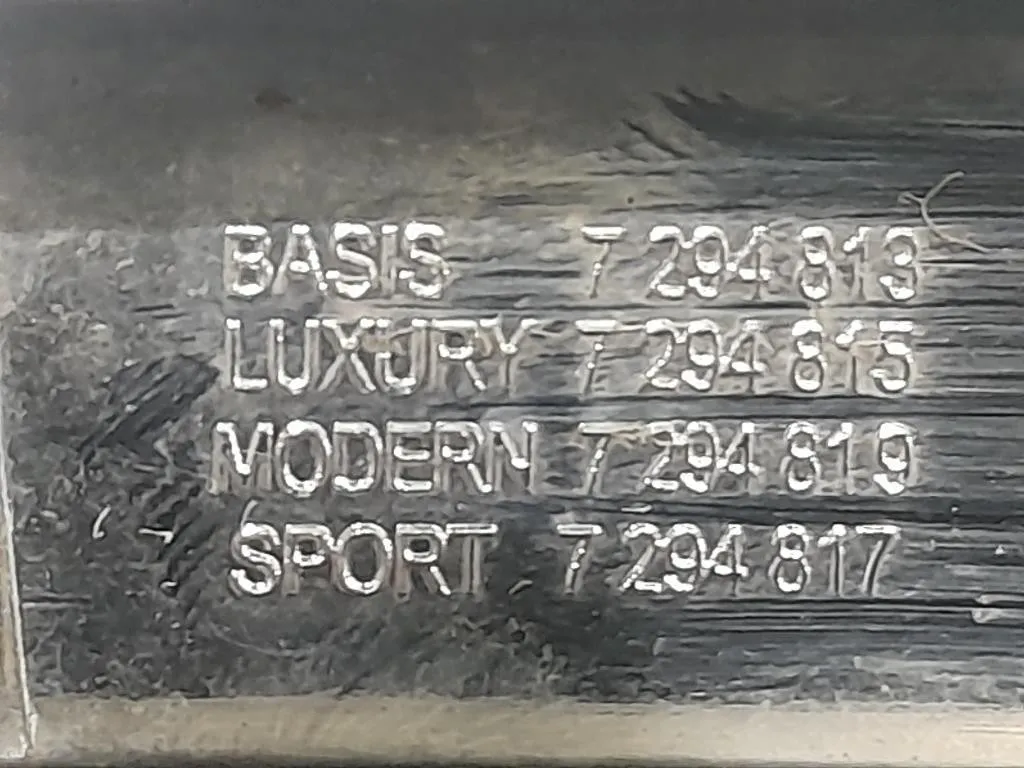 BASIS 7 294 813
LUXURY 7 294 815
MODERN 7 294 819
SPORT 7 294 817